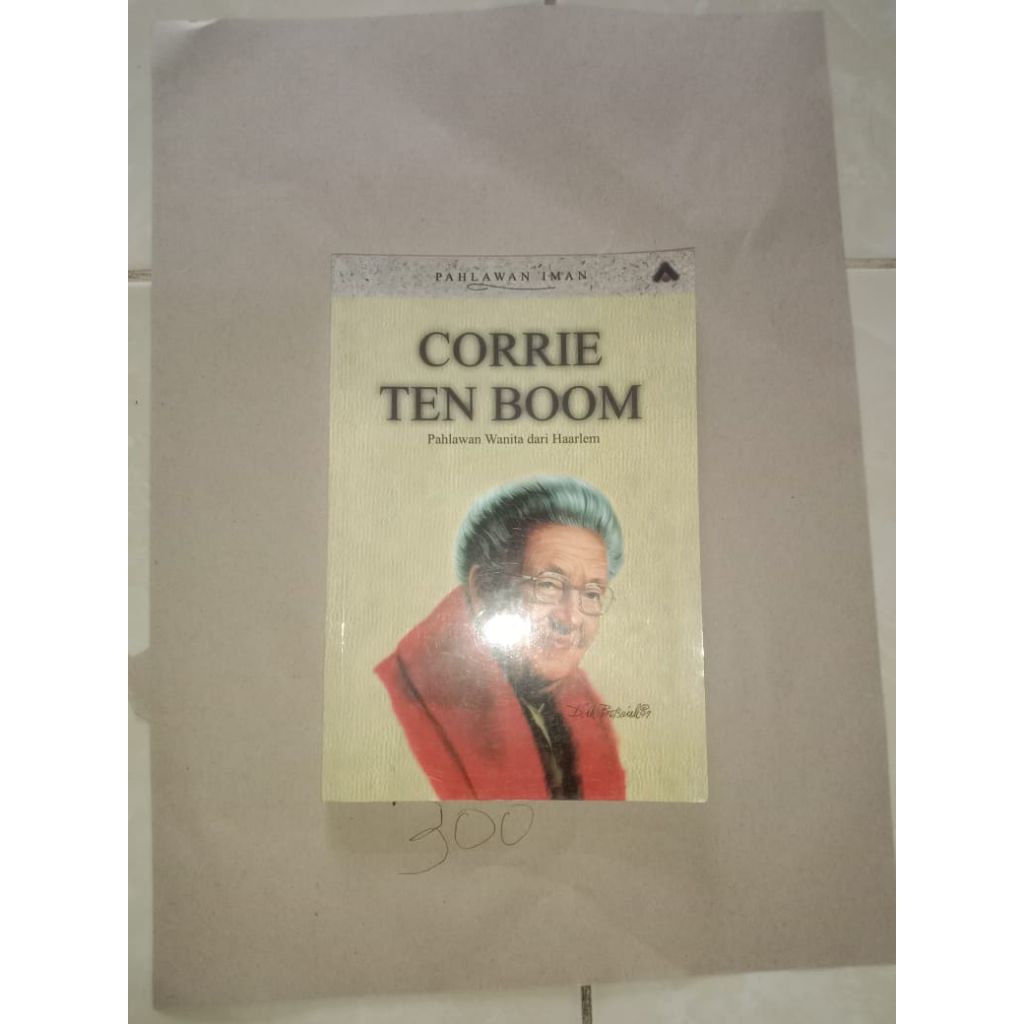 PAHLAWAN IMAN
CORRIE
TEN BOOM
Pahlawan Wanita dari Haarlem
300